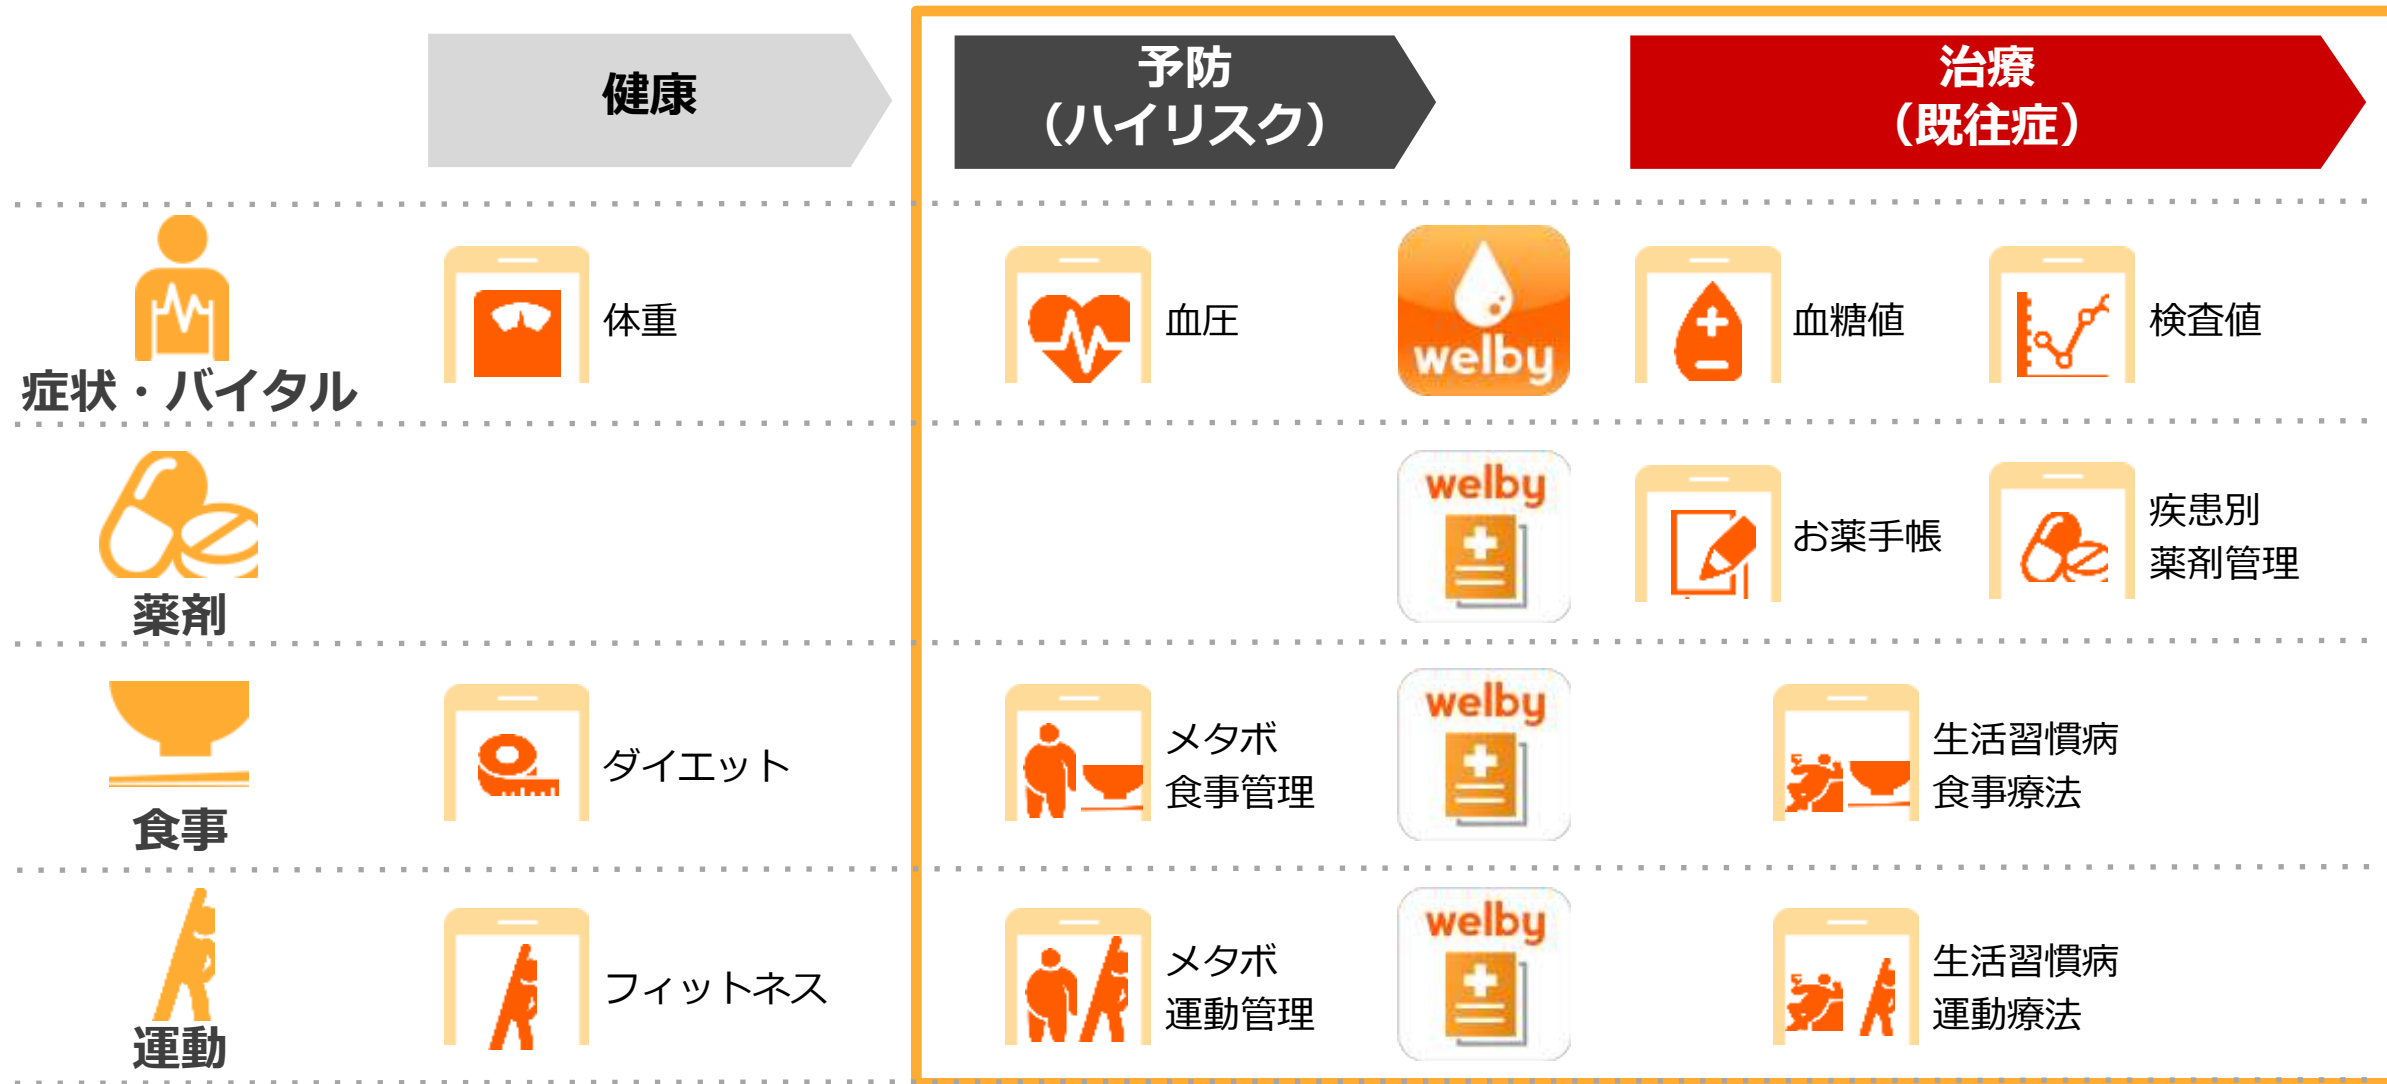 健康
予防
（ハイリスク）
治療
（既往症）
症状・バイタル
体重
血圧
welby
血糖値
検査値
薬剤
welby
お薬手帳
疾患別
薬剤管理
食事
ダイエット
メタボ
食事管理
welby
生活習慣病
食事療法
運動
フィットネス
メタボ
運動管理
welby
生活習慣病
運動療法